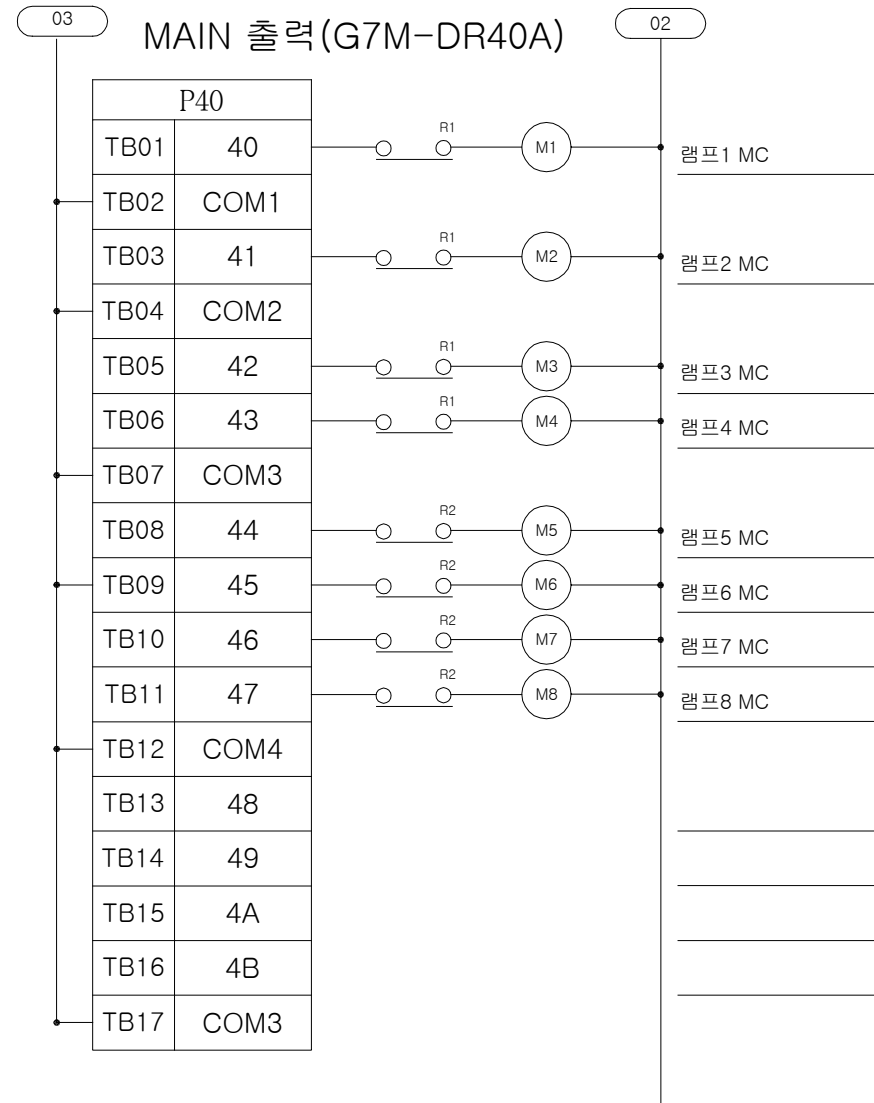 03
MAIN 출력(G7M-DR40A)
02
P40
TB01 40 R1 M1 램프1 MC
TB02 COM1
TB03 41 R1 M2 램프2 MC
TB04 COM2
TB05 42 R1 M3 램프3 MC
TB06 43 R1 M4 램프4 MC
TB07 COM3
TB08 44 R2 M5 램프5 MC
TB09 45 R2 M6 램프6 MC
TB10 46 R2 M7 램프7 MC
TB11 47 R2 M8 램프8 MC
TB12 COM4
TB13 48
TB14 49
TB15 4A
TB16 4B
TB17 COM3